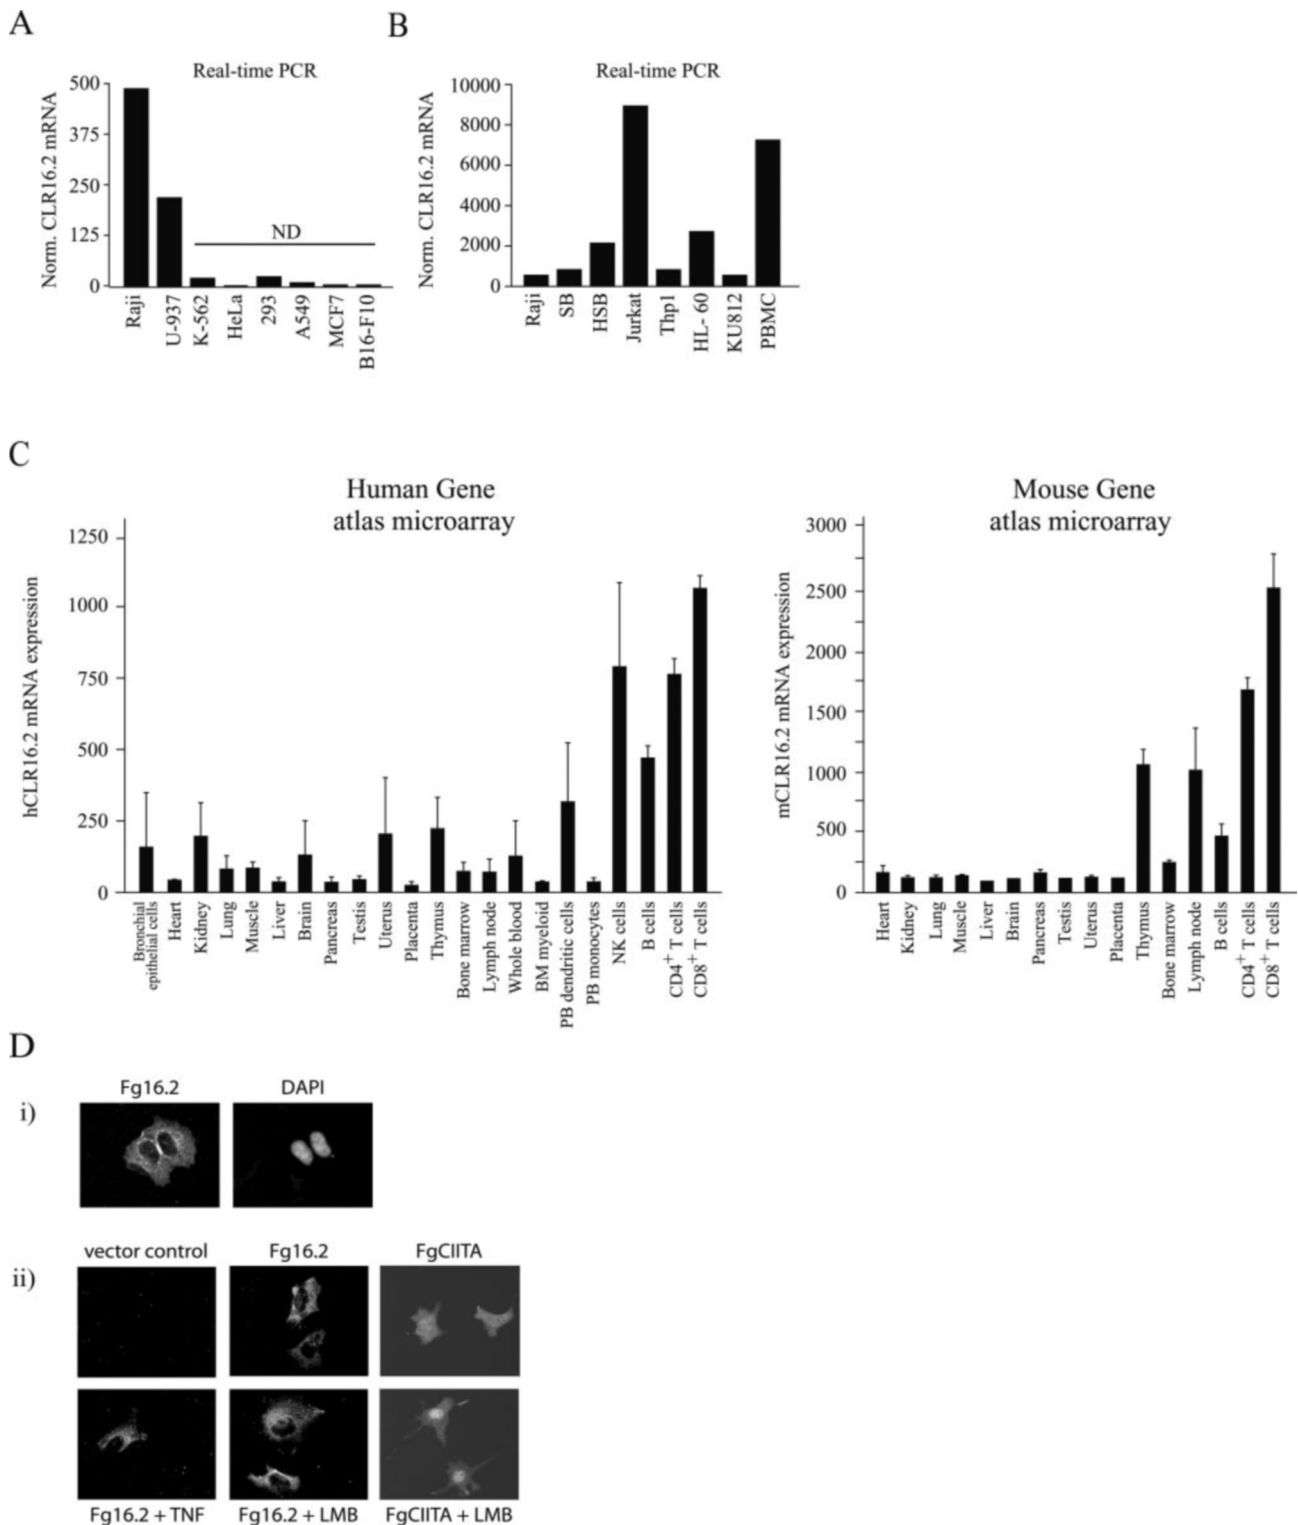 A
B
Real-time PCR
Norm. CLR16.2 mRNA
500
375
250
125
0
ND
Raji
U-937
K-562
HeLa
293
A549
MCF7
B16-F10
Real-time PCR
Norm. CLR16.2 mRNA
10000
8000
6000
4000
2000
0
Raji
SB
HSB
Jurkat
Thp1
HL- 60
KU812
PBMC
C
Human Gene
atlas microarray
hCLR16.2 mRNA expression
1250
1000
750
500
250
0
Bronchial
epithelial cells
Heart
Kidney
Lung
Muscle
Liver
Brain
Pancreas
Testis
Uterus
Placenta
Thymus
Bone marrow
Lymph node
Whole blood
BM myeloid
PB dendritic cells
PB monocytes
NK cells
B cells
CD4+ T cells
CD8+ T cells
Mouse Gene
atlas microarray
mCLR16.2 mRNA expression
3000
2500
2000
1500
1000
500
0
Heart
Kidney
Lung
Muscle
Liver
Brain
Pancreas
Testis
Uterus
Placenta
Thymus
Bone marrow
Lymph node
B cells
CD4+ T cells
CD8+ T cells
D
i)
Fg16.2
DAPI
ii)
vector control
Fg16.2
FgCIITA
Fg16.2 + TNF
Fg16.2 + LMB
FgCIITA + LMB